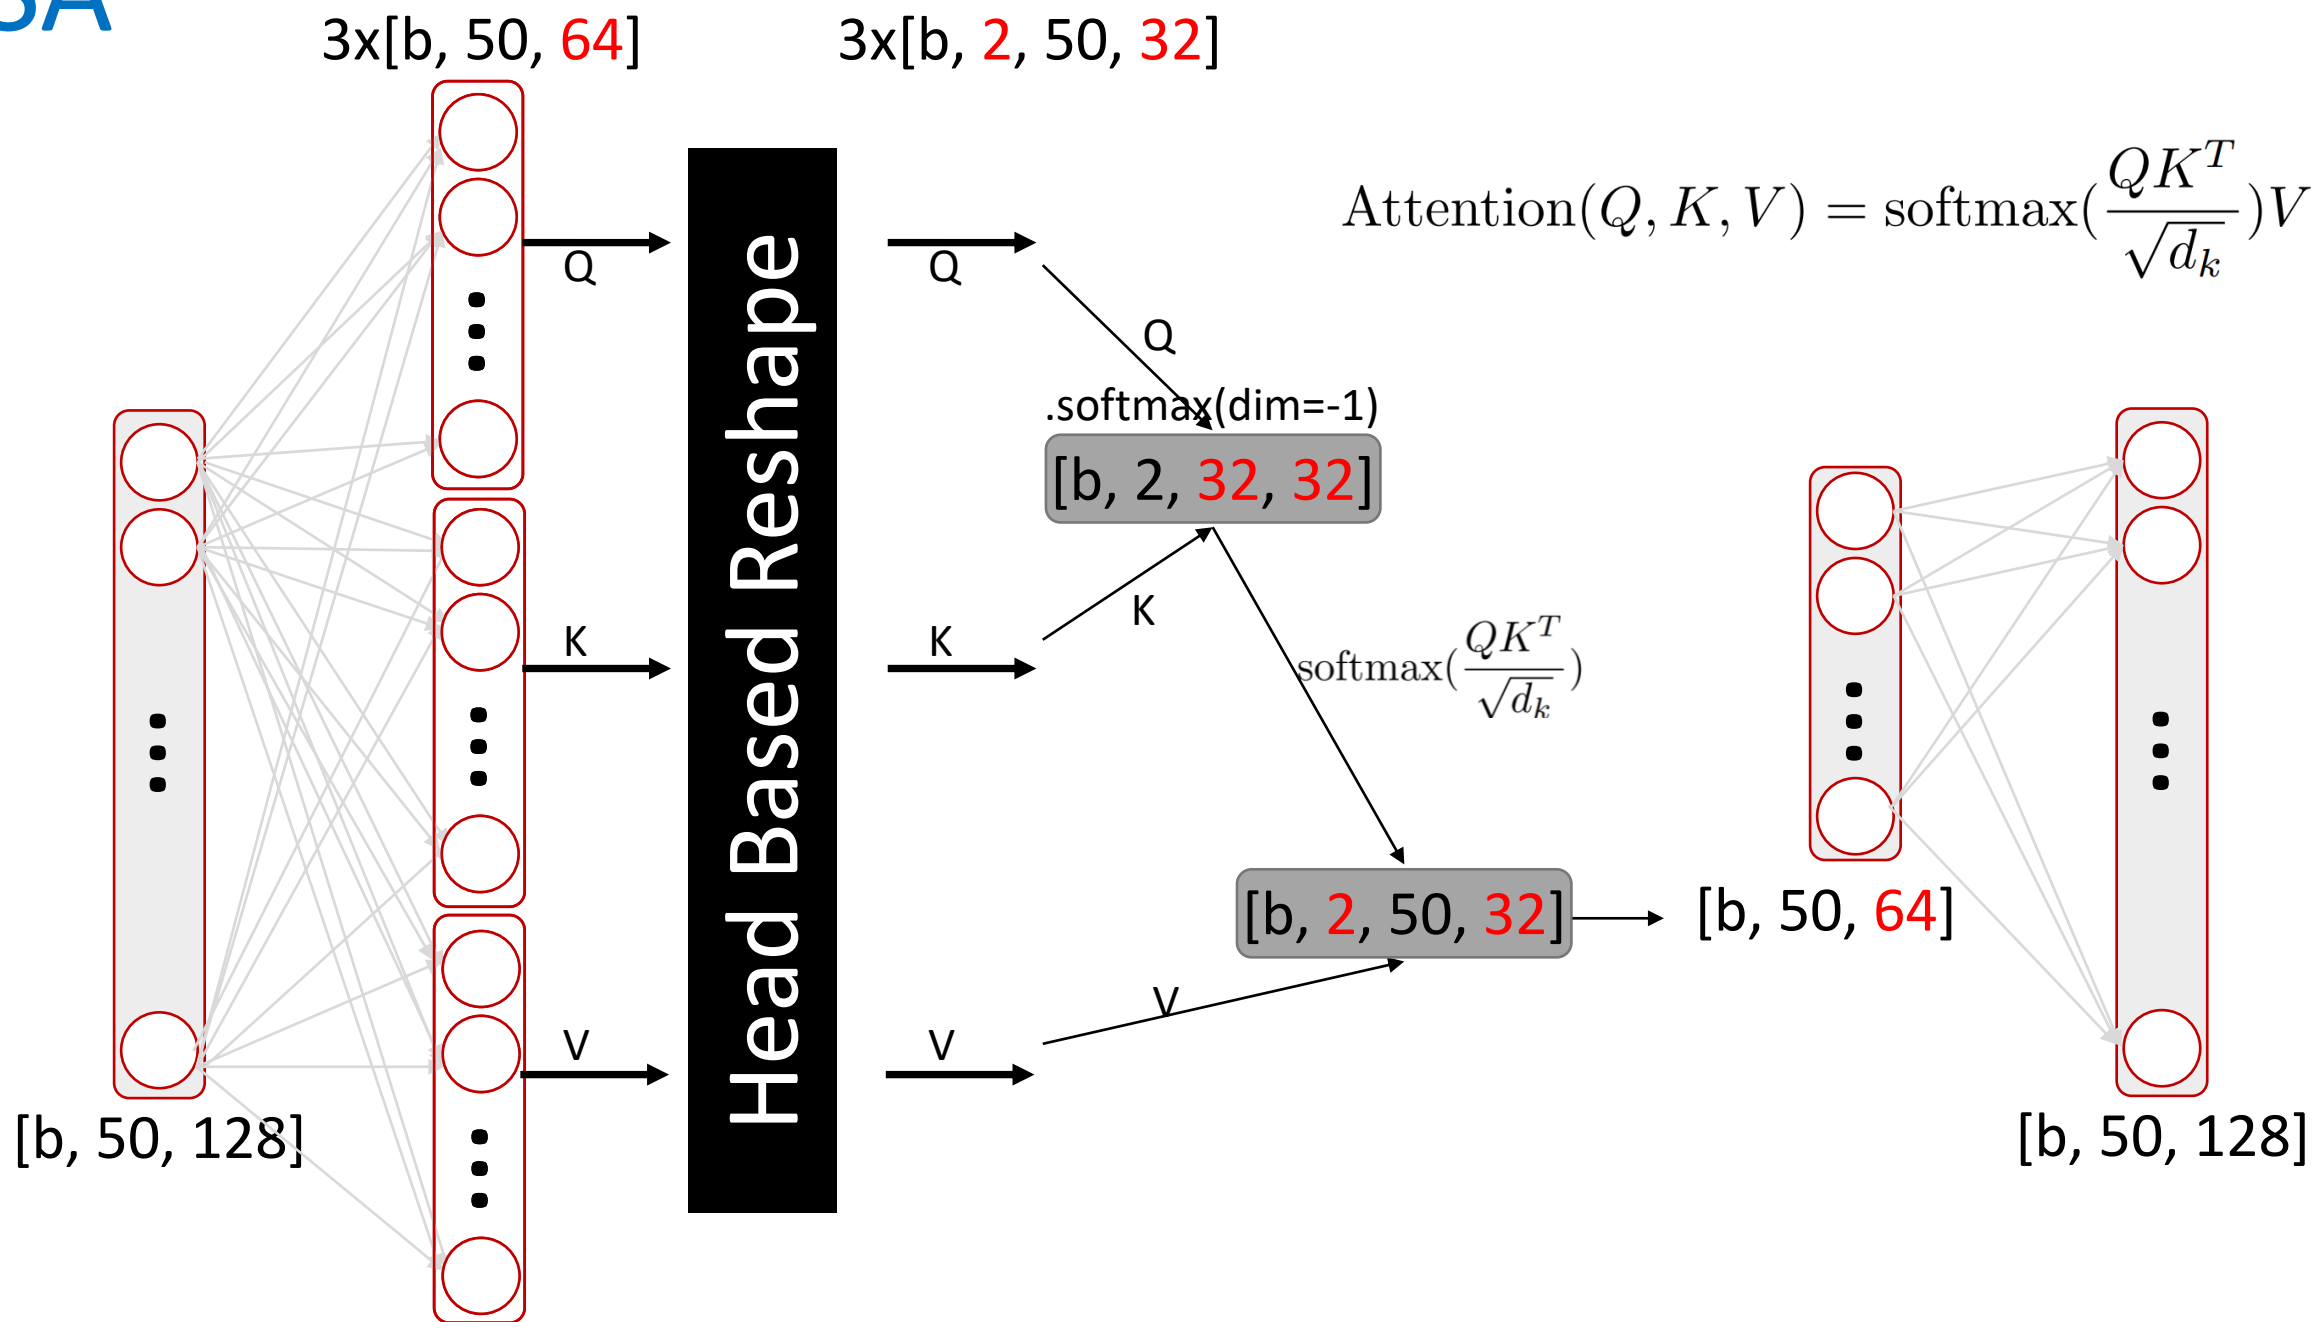 SA
3x[b, 50, 64]
3x[b, 2, 50, 32]
Attention(Q, K, V) = softmax(QK^T / √d_k)V
Head Based Reshape
Q
Q
Q
.softmax(dim=-1)
[b, 2, 32, 32]
K
K
K
softmax(QK^T / √d_k)
[b, 2, 50, 32]
[b, 50, 64]
V
V
V
[b, 50, 128]
[b, 50, 128]